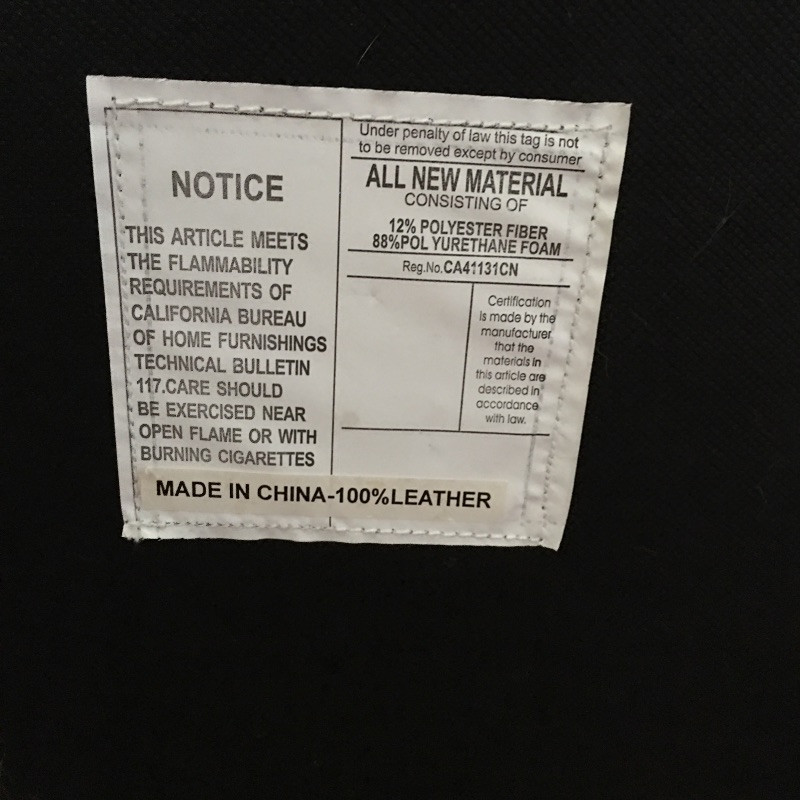 NOTICE
THIS ARTICLE MEETS
THE FLAMMABILITY
REQUIREMENTS OF
CALIFORNIA BUREAU
OF HOME FURNISHINGS
TECHNICAL BULLETIN
117.CARE SHOULD
BE EXERCISED NEAR
OPEN FLAME OR WITH
BURNING CIGARETTES
Under penalty of law this tag is not
to be removed except by consumer
ALL NEW MATERIAL
CONSISTING OF
12% POLYESTER FIBER
88%POL YURETHANE FOAM
Reg.No.CA41131CN
Certification
is made by the
manufacturer
that the
materials in
this article are
described in
accordance
with law.
MADE IN CHINA-100%LEATHER